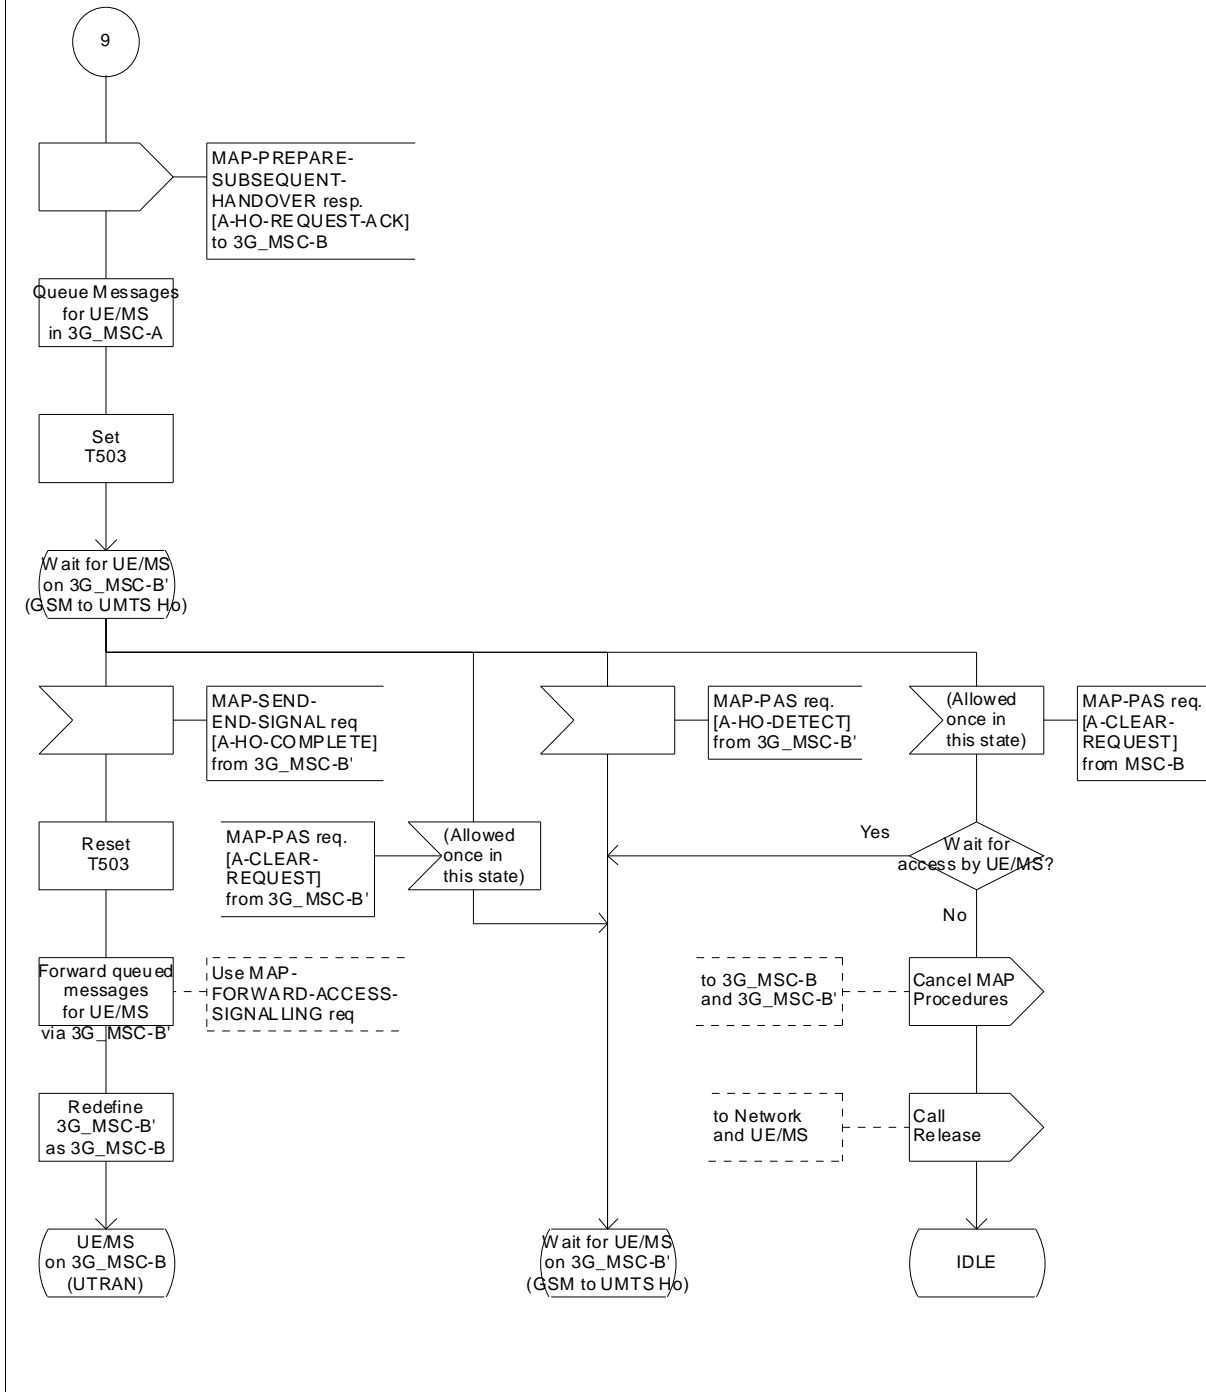 9
MAP-PREPARE-
SUBSEQUENT-
HANDOVER resp.
[A-HO-REQUEST-ACK]
to 3G_MSC-B
Queue Messages
for UE/MS
in 3G_MSC-A
Set
T503
Wait for UE/MS
on 3G_MSC-B'
(GSM to UMTS Ho)
MAP-SEND-
END-SIGNAL req
[A-HO-COMPLETE]
from 3G_MSC-B'
MAP-PAS req.
[A-HO-DETECT]
from 3G_MSC-B'
(Allowed
once in
this state)
MAP-PAS req.
[A-CLEAR-
REQUEST]
from MSC-B
Reset
T503
MAP-PAS req.
[A-CLEAR-
REQUEST]
from 3G_MSC-B'
(Allowed
once in
this state)
Yes
Wait for
access by UE/MS?
No
Forward queued
messages
for UE/MS
via 3G_MSC-B'
Use MAP-
FORWARD-ACCESS-
SIGNALLING req
to 3G_MSC-B
and 3G_MSC-B'
Cancel MAP
Procedures
Redefine
3G_MSC-B'
as 3G_MSC-B
to Network
and UE/MS
Call
Release
UE/MS
on 3G_MSC-B
(UTRAN)
Wait for UE/MS
on 3G_MSC-B'
(GSM to UMTS Ho)
IDLE